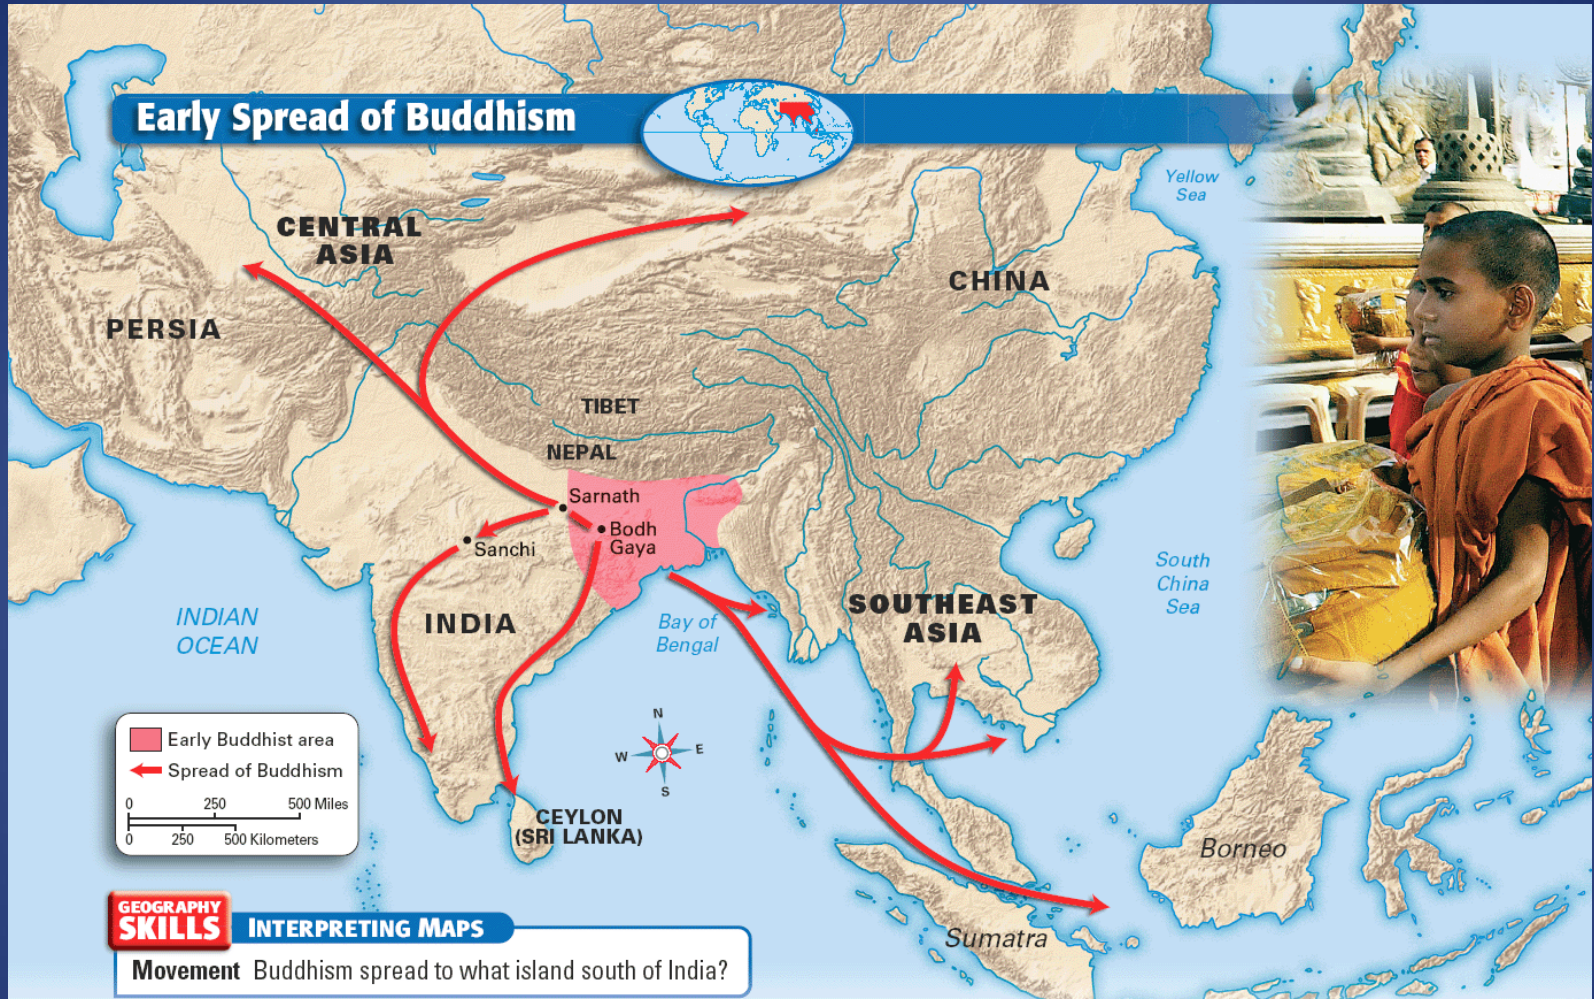 Early Spread of Buddhism
Yellow
Sea
CENTRAL
ASIA
CHINA
PERSIA
TIBET
NEPAL
Sarnath
Bodh
Gaya
Sanchi
South
China
Sea
INDIAN
OCEAN
INDIA
Bay of
Bengal
SOUTHEAST
ASIA
N
W E
S
Early Buddhist area
Spread of Buddhism
0 250 500 Miles
0 250 500 Kilometers
CEYLON
(SRI LANKA)
Borneo
Sumatra
GEOGRAPHY
SKILLS
INTERPRETING MAPS
Movement Buddhism spread to what island south of India?